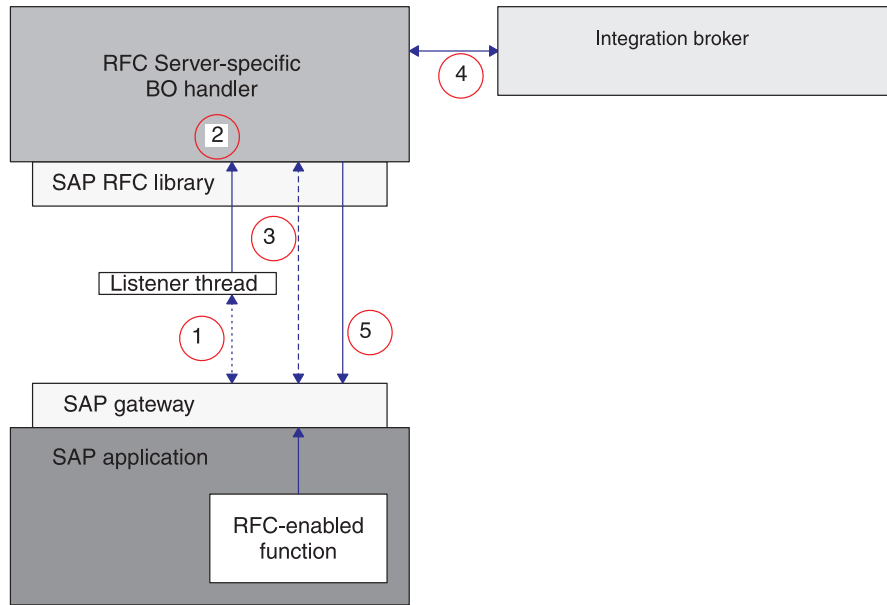 RFC Server-specific
BO handler
Integration broker
4
2
SAP RFC library
3
Listener thread
1
5
SAP gateway
SAP application
RFC-enabled
function